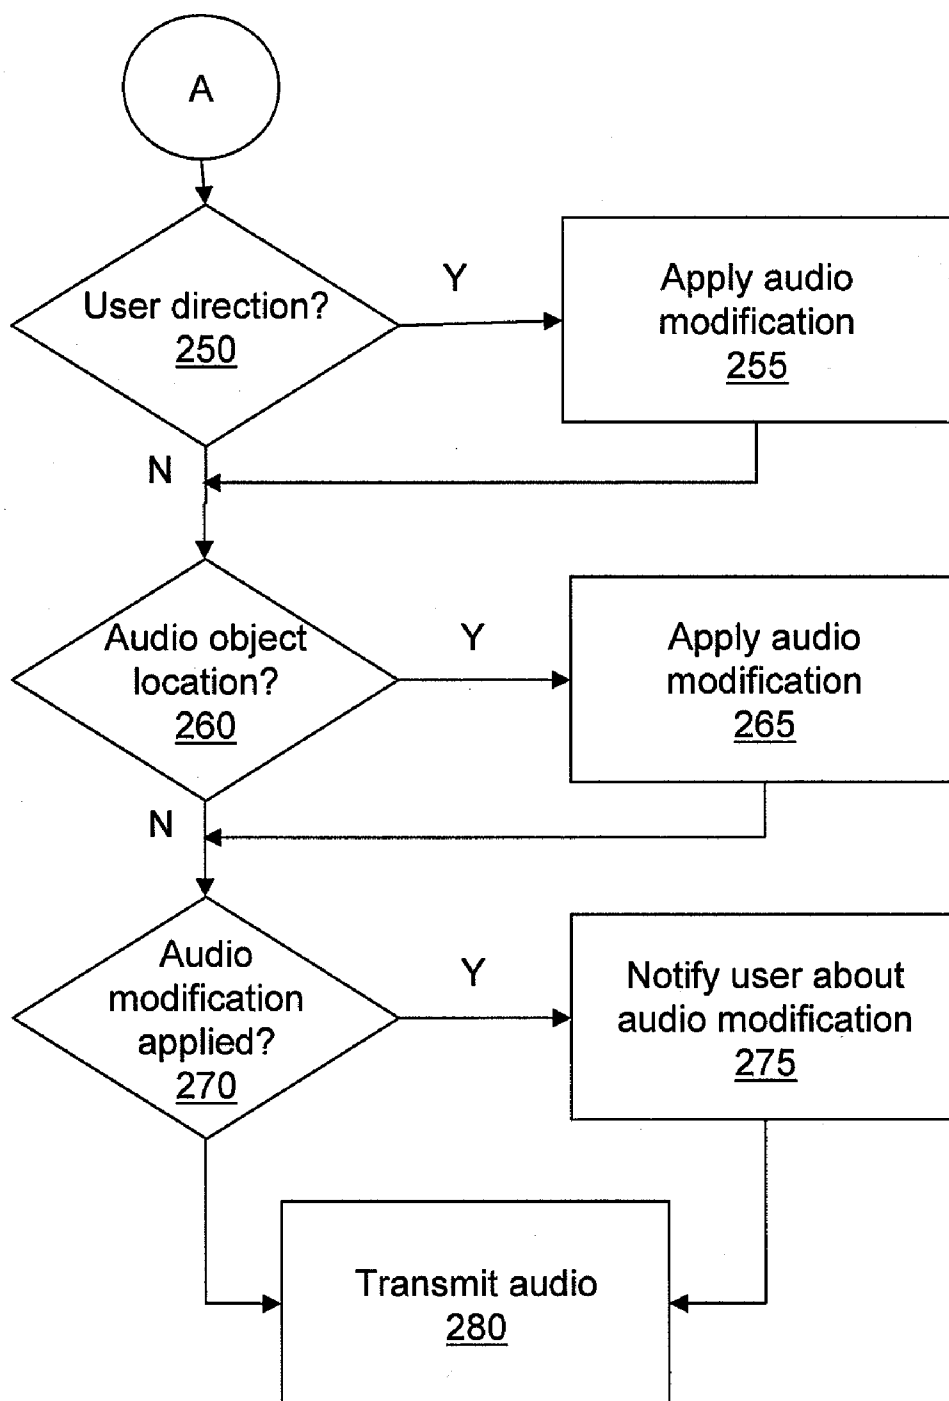 A
User direction?
250
Y
Apply audio
modification
255
N
Audio object
location?
260
Y
Apply audio
modification
265
N
Audio
modification
applied?
270
Y
Notify user about
audio modification
275
Transmit audio
280